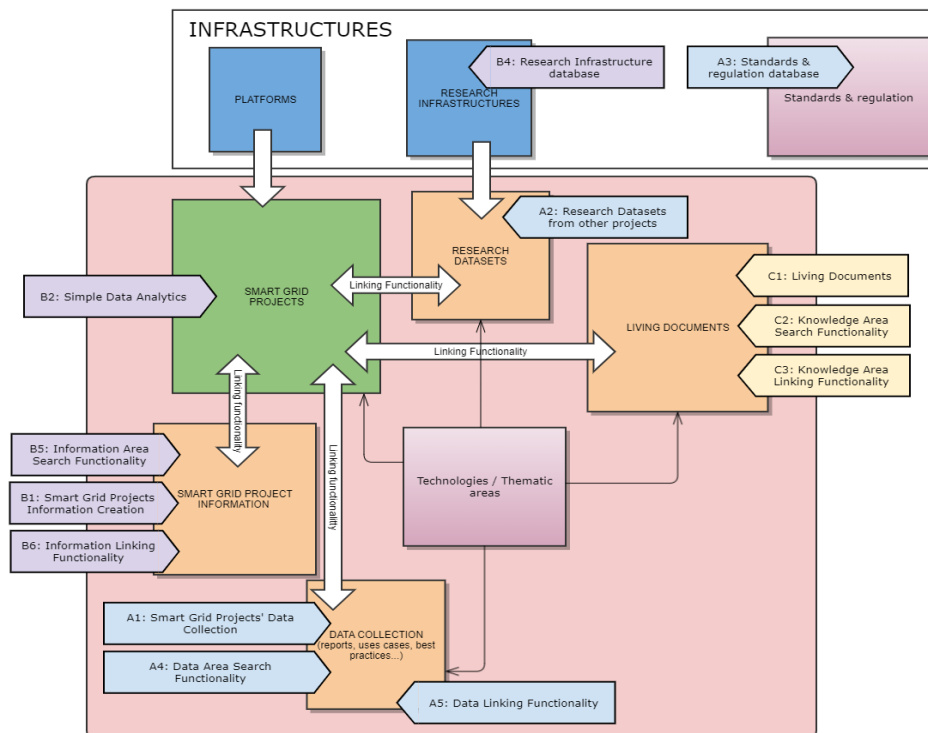 INFRASTRUCTURES
PLATFORMS
RESEARCH
INFRASTRUCTURES
B4: Research Infrastructure
database
A3: Standards &
regulation database
Standards & regulation
A2: Research Datasets
from other projects
RESEARCH
DATASETS
SMART GRID
PROJECTS
B2: Simple Data Analytics
Linking Functionality
Linking Functionality
LIVING DOCUMENTS
C1: Living Documents
C2: Knowledge Area
Search Functionality
C3: Knowledge Area
Linking Functionality
Linking functionality
Linking functionality
B5: Information Area
Search Functionality
B1: Smart Grid Projects
Information Creation
B6: Information Linking
Functionality
SMART GRID PROJECT
INFORMATION
Technologies / Thematic
areas
A1: Smart Grid Projects' Data
Collection
A4: Data Area Search
Functionality
DATA COLLECTION
(reports, uses cases, best
practices...)
A5: Data Linking Functionality